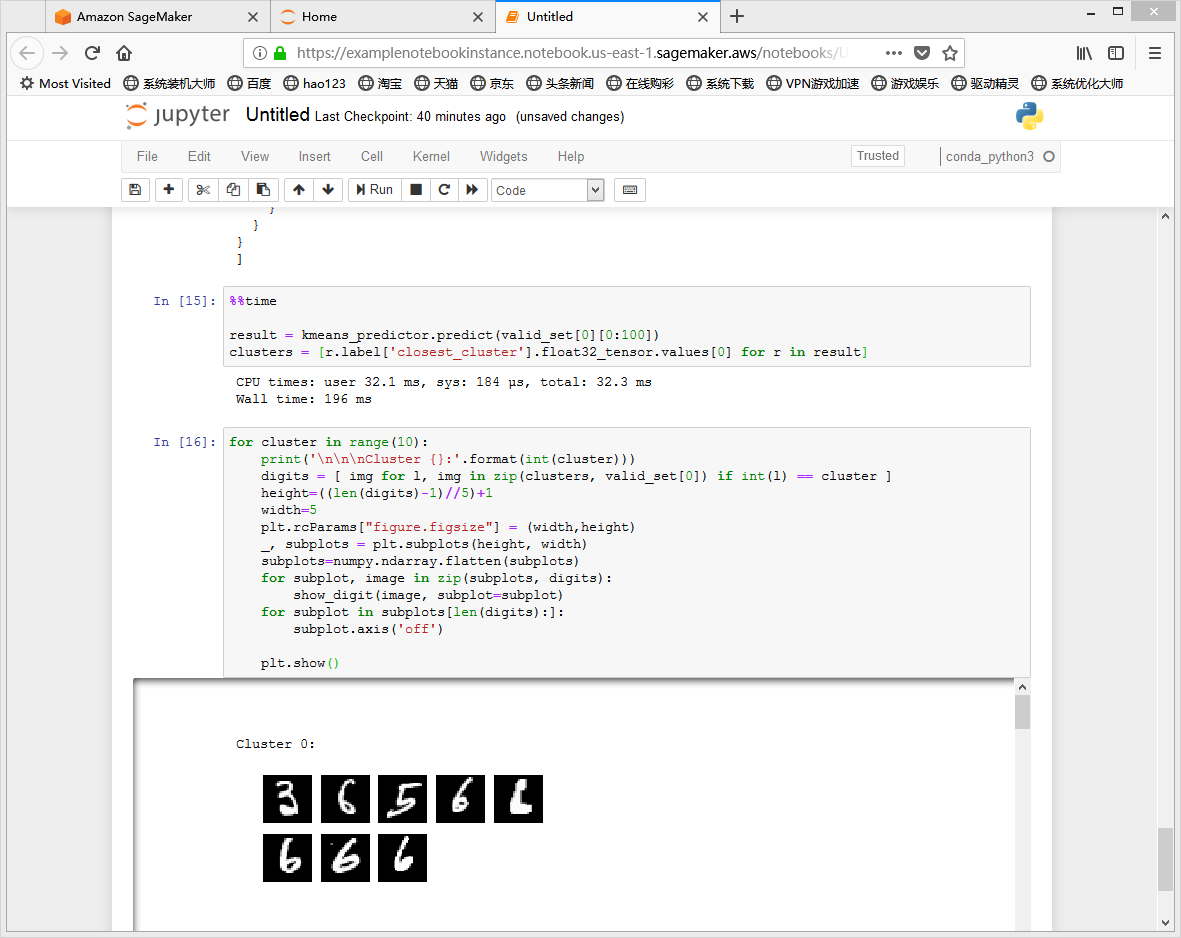 Amazon SageMaker
Home
Untitled
https://examplenotebookinstance.notebook.us-east-1.sagemaker.aws/notebooks/U
Most Visited 系统装机大师 百度 hao123 淘宝 天猫 京东 头条新闻 在线购彩 系统下载 VPN游戏加速 游戏娱乐 驱动精灵 系统优化大师
jupyter Untitled Last Checkpoint: 40 minutes ago (unsaved changes)
File Edit View Insert Cell Kernel Widgets Help Trusted conda_python3
Run Code
}
}
}
]
In [15]: %%time
result = kmeans_predictor.predict(valid_set[0][0:100])
clusters = [r.label['closest_cluster'].float32_tensor.values[0] for r in result]
CPU times: user 32.1 ms, sys: 184 µs, total: 32.3 ms
Wall time: 196 ms
In [16]: for cluster in range(10):
    print('\n\n\nCluster {}:'.format(int(cluster)))
    digits = [ img for l, img in zip(clusters, valid_set[0]) if int(l) == cluster ]
    height=((len(digits)-1)//5)+1
    width=5
    plt.rcParams["figure.figsize"] = (width,height)
    _, subplots = plt.subplots(height, width)
    subplots=numpy.ndarray.flatten(subplots)
    for subplot, image in zip(subplots, digits):
        show_digit(image, subplot=subplot)
    for subplot in subplots[len(digits):]:
        subplot.axis('off')
    plt.show()
Cluster 0:
3 6 5 6
6 6 6